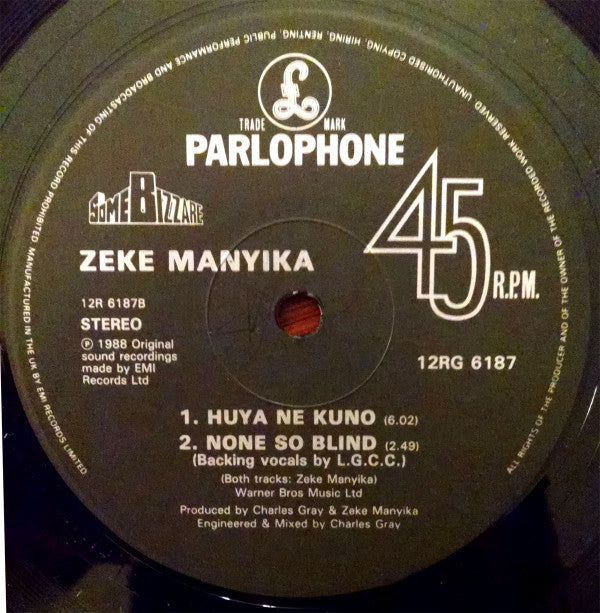 UNAUTHORISED COPYING, HIRING, RENTING, PUBLIC PERFORMANCE AND BROADCASTING OF THIS RECORD PROHIBITED MANUFACTURED IN THE UK BY EMI RECORDS LIMITED
ALL RIGHTS OF THE PRODUCER AND OF THE OWNER OF THE RECORDED WORK RESERVED
£
TRADE MARK
PARLOPHONE
SOME BIZZARE
45 R.P.M.
ZEKE MANYIKA
12R 6187B
STEREO
℗ 1988 Original
sound recordings
made by EMI
Records Ltd
12RG 6187
1. HUYA NE KUNO (6.02)
2. NONE SO BLIND (2.49)
(Backing vocals by L.G.C.C.)
(Both tracks: Zeke Manyika)
Warner Bros Music Ltd
Produced by Charles Gray & Zeke Manyika
Engineered & Mixed by Charles Gray